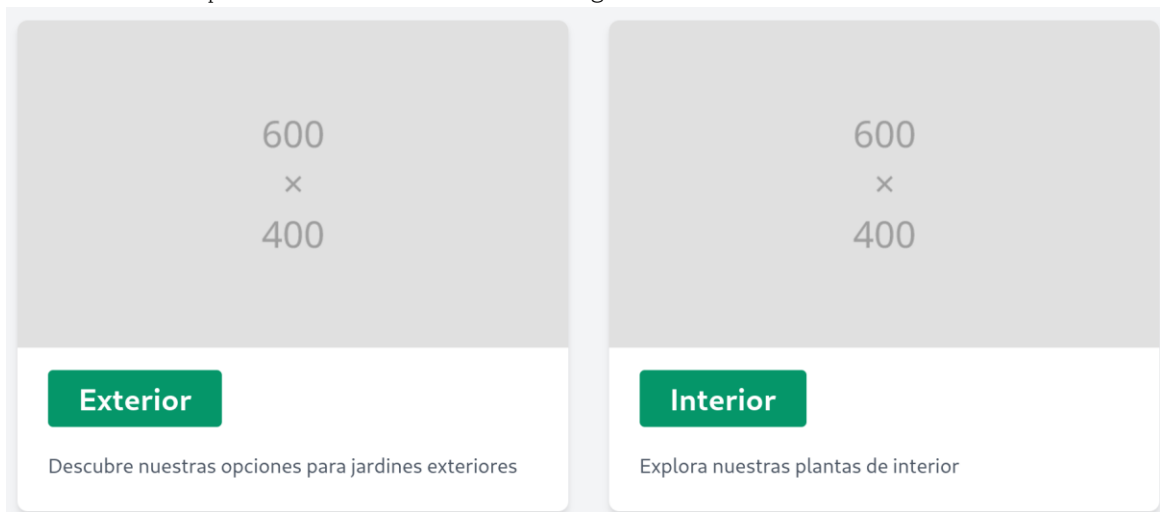 600
×
400
Exterior
Descubre nuestras opciones para jardines exteriores
600
×
400
Interior
Explora nuestras plantas de interior